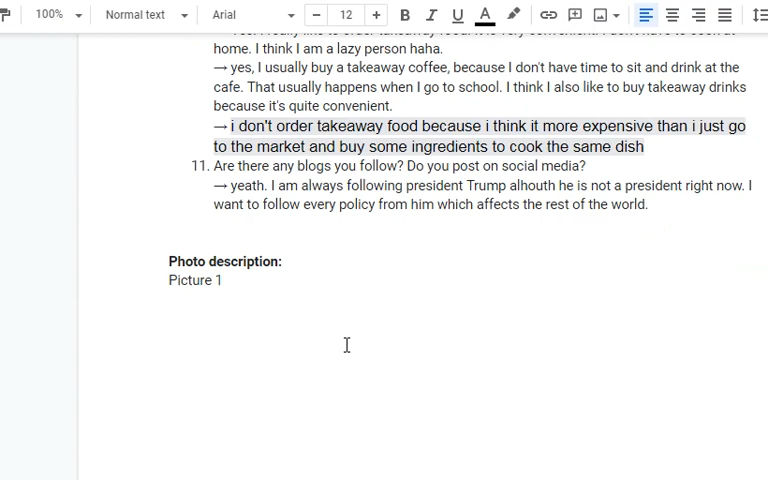 100% Normal text Arial − 12 + B I U A
home. I think I am a lazy person haha.
→ yes, I usually buy a takeaway coffee, because I don't have time to sit and drink at the
cafe. That usually happens when I go to school. I think I also like to buy takeaway drinks
because it's quite convenient.
→ i don't order takeaway food because i think it more expensive than i just go
to the market and buy some ingredients to cook the same dish
11. Are there any blogs you follow? Do you post on social media?
→ yeath. I am always following president Trump alhouth he is not a president right now. I
want to follow every policy from him which affects the rest of the world.
Photo description:
Picture 1